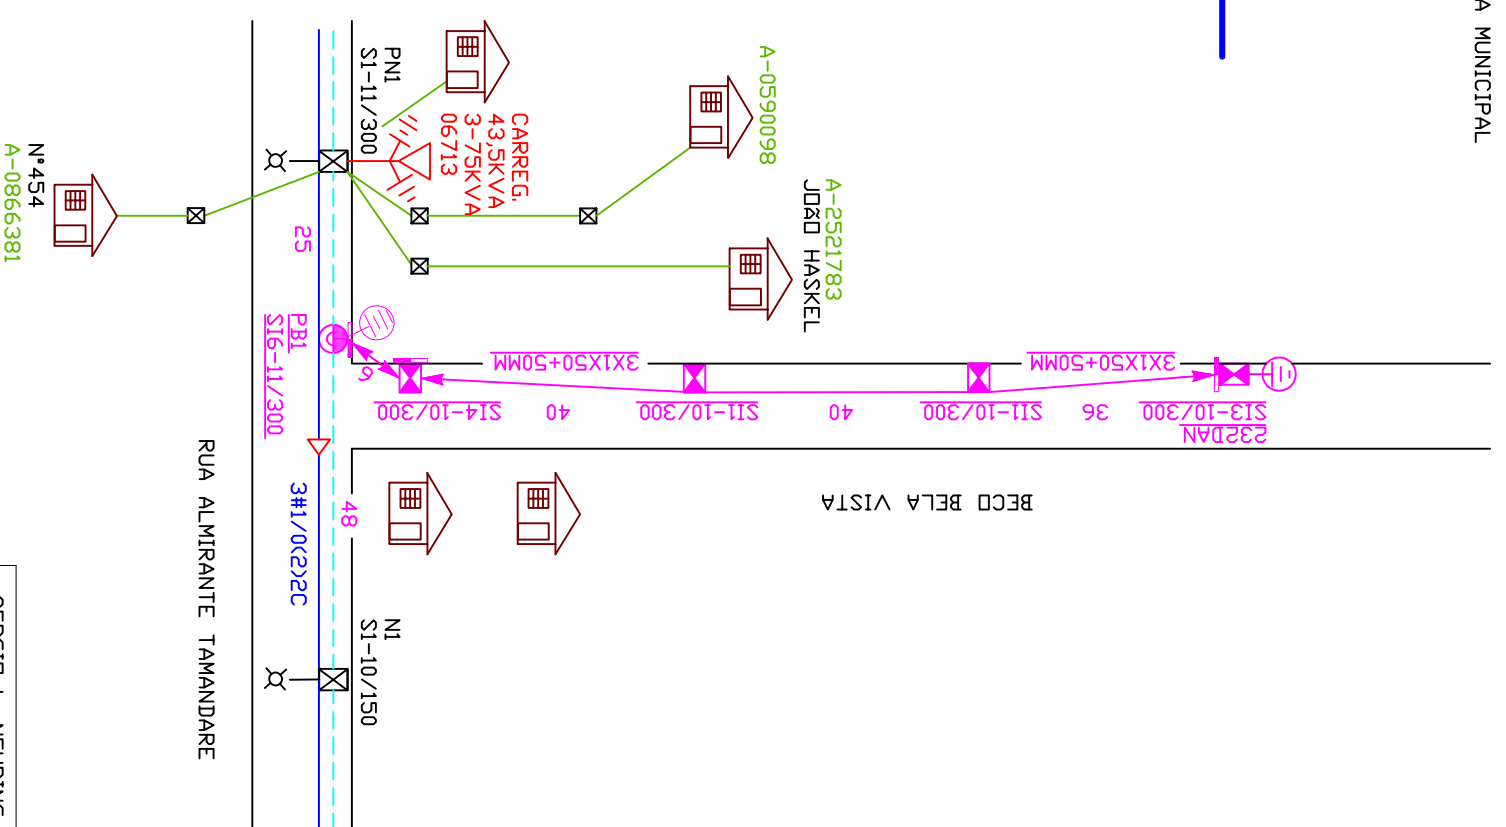 A MUNICIPAL
A-0590098
A-2521783
JOÃO HASKEL
PN1
S1-11/300
CARREG.
43,5KVA
3-75KVA
06713
N°454
A-0866381
25
PB1
SI6-11/300
9
3X1X50+50MM
3X1X50+50MM
SI4-10/300
40
SI1-10/300
40
SI1-10/300
36
SI3-10/300
232DAN
BECO BELA VISTA
48
3#1/0(2)2C
RUA ALMIRANTE TAMANDARE
N1
S1-10/150